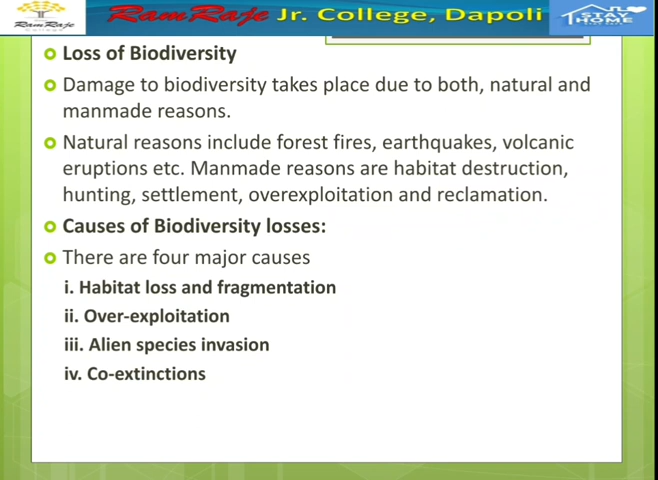 RamRaje Jr. College, Dapoli
RamRaje
STAY
HOME
Loss of Biodiversity
Damage to biodiversity takes place due to both, natural and
manmade reasons.
Natural reasons include forest fires, earthquakes, volcanic
eruptions etc. Manmade reasons are habitat destruction,
hunting, settlement, overexploitation and reclamation.
Causes of Biodiversity losses:
There are four major causes
i. Habitat loss and fragmentation
ii. Over-exploitation
iii. Alien species invasion
iv. Co-extinctions